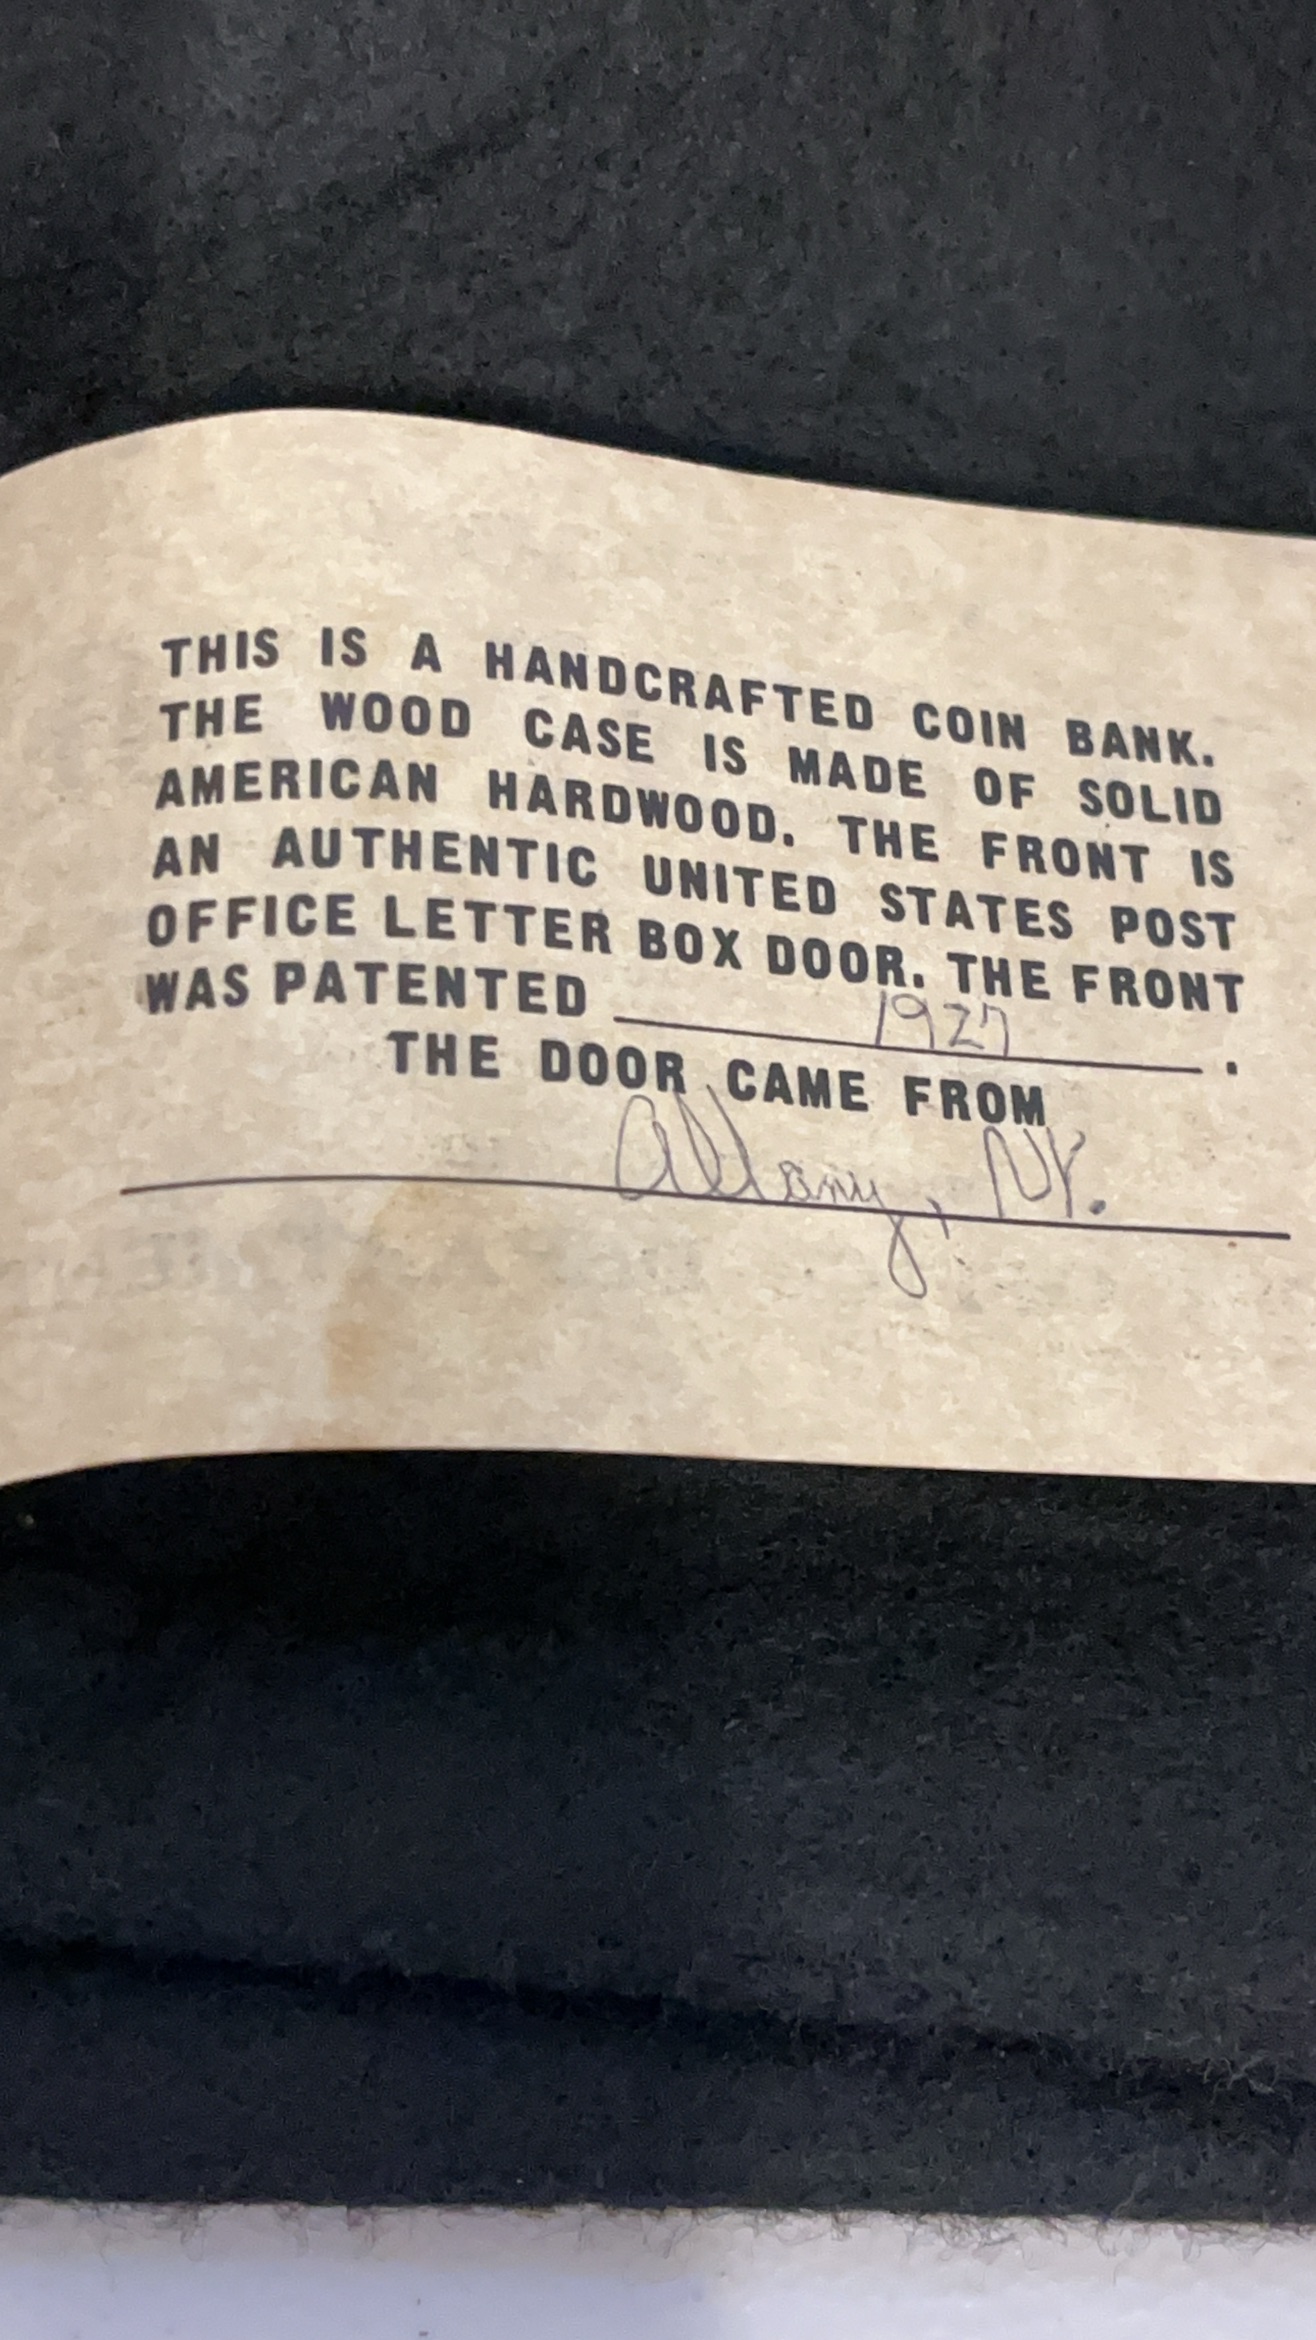 THIS IS A HANDCRAFTED COIN BANK.
THE WOOD CASE IS MADE OF SOLID
AMERICAN HARDWOOD. THE FRONT IS
AN AUTHENTIC UNITED STATES POST
OFFICE LETTER BOX DOOR. THE FRONT
WAS PATENTED 1927.
THE DOOR CAME FROM
Albany, NY.